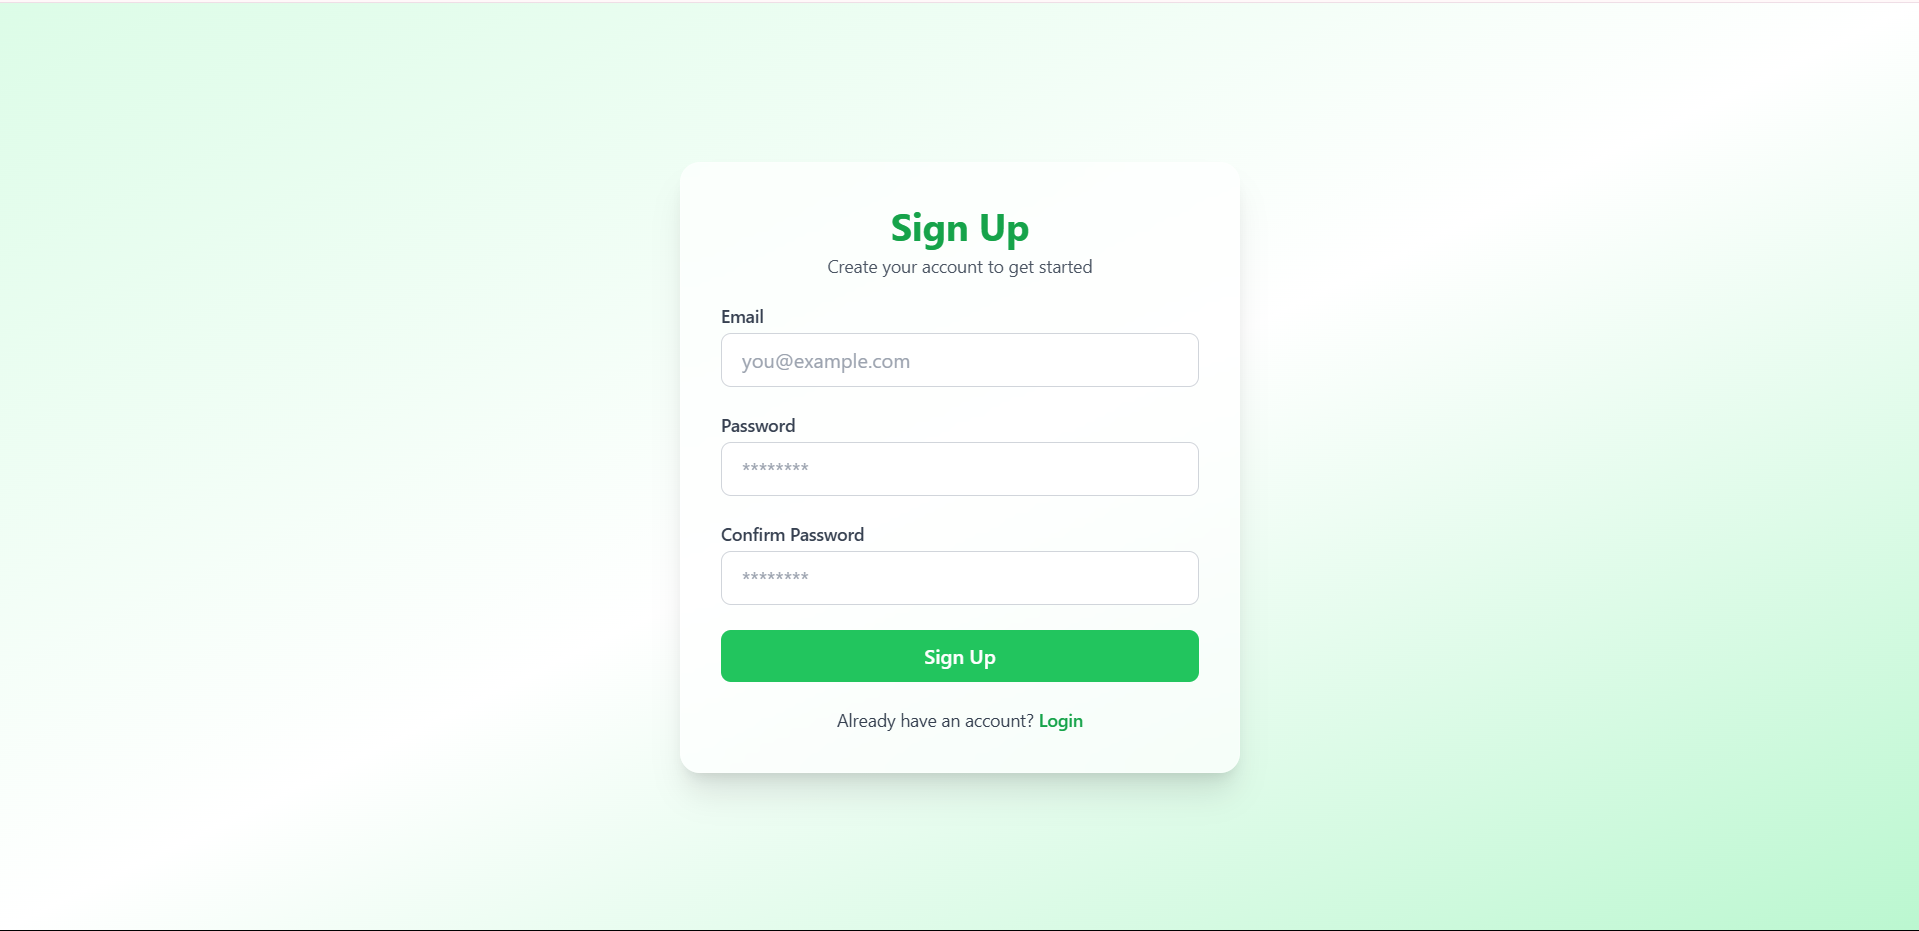 Sign Up
Create your account to get started
Email
you@example.com
Password
********
Confirm Password
********
Sign Up
Already have an account? Login